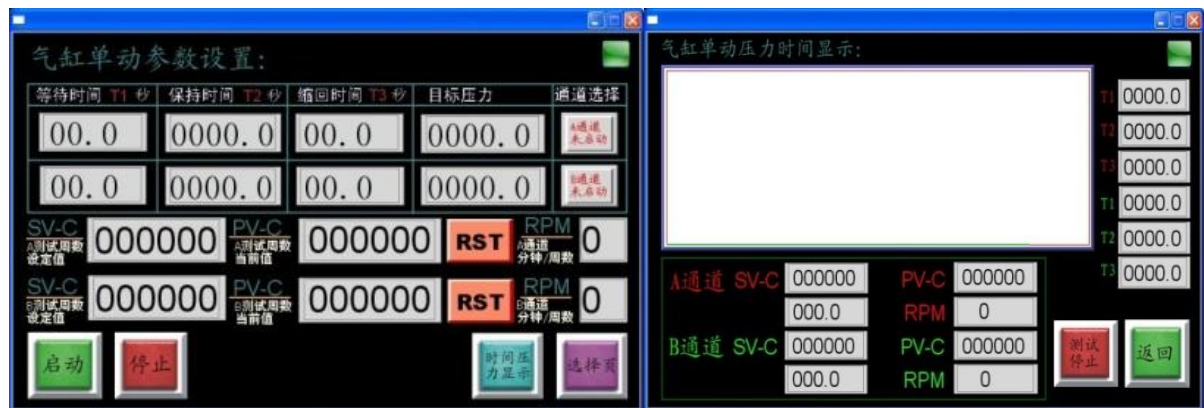 气缸单动参数设置:
等待时间 T1 秒 保持时间 T2 秒 缩回时间 T3 秒 目标压力 通道选择
00.0 0000.0 00.0 0000.0 A通道
未启动
00.0 0000.0 00.0 0000.0 B通道
未启动
SV-C
A测试周数
设定值
000000
PV-C
A测试周数
当前值
000000
RST
RPM
A通道
分钟/周数
0
SV-C
B测试周数
设定值
000000
PV-C
B测试周数
当前值
000000
RST
RPM
B通道
分钟/周数
0
启动
停止
时间压
力显示
选择页
气缸单动压力时间显示:
T1 0000.0
T2 0000.0
T3 0000.0
T1 0000.0
T2 0000.0
T3 0000.0
A通道 SV-C 000000 PV-C 000000
000.0 RPM 0
B通道 SV-C 000000 PV-C 000000
000.0 RPM 0
测试
停止
返回